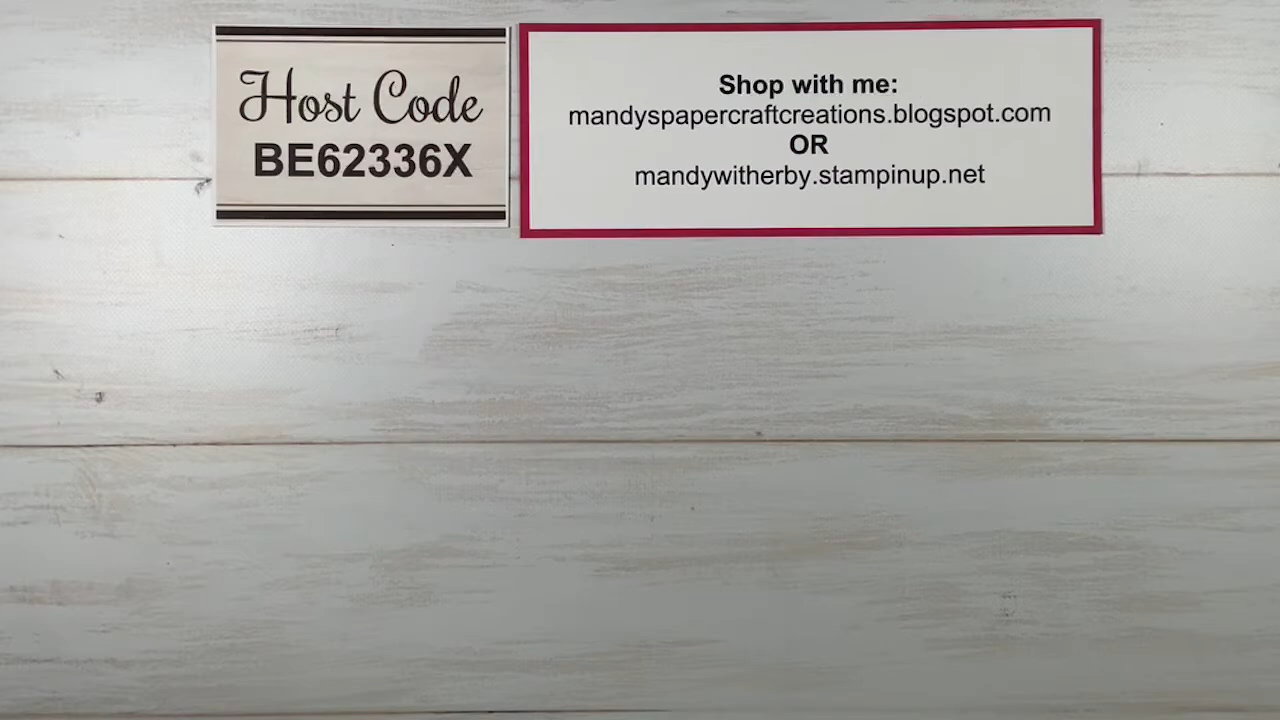 Host Code
BE62336X
Shop with me:
mandyspapercraftcreations.blogspot.com
OR
mandywitherby.stampinup.net